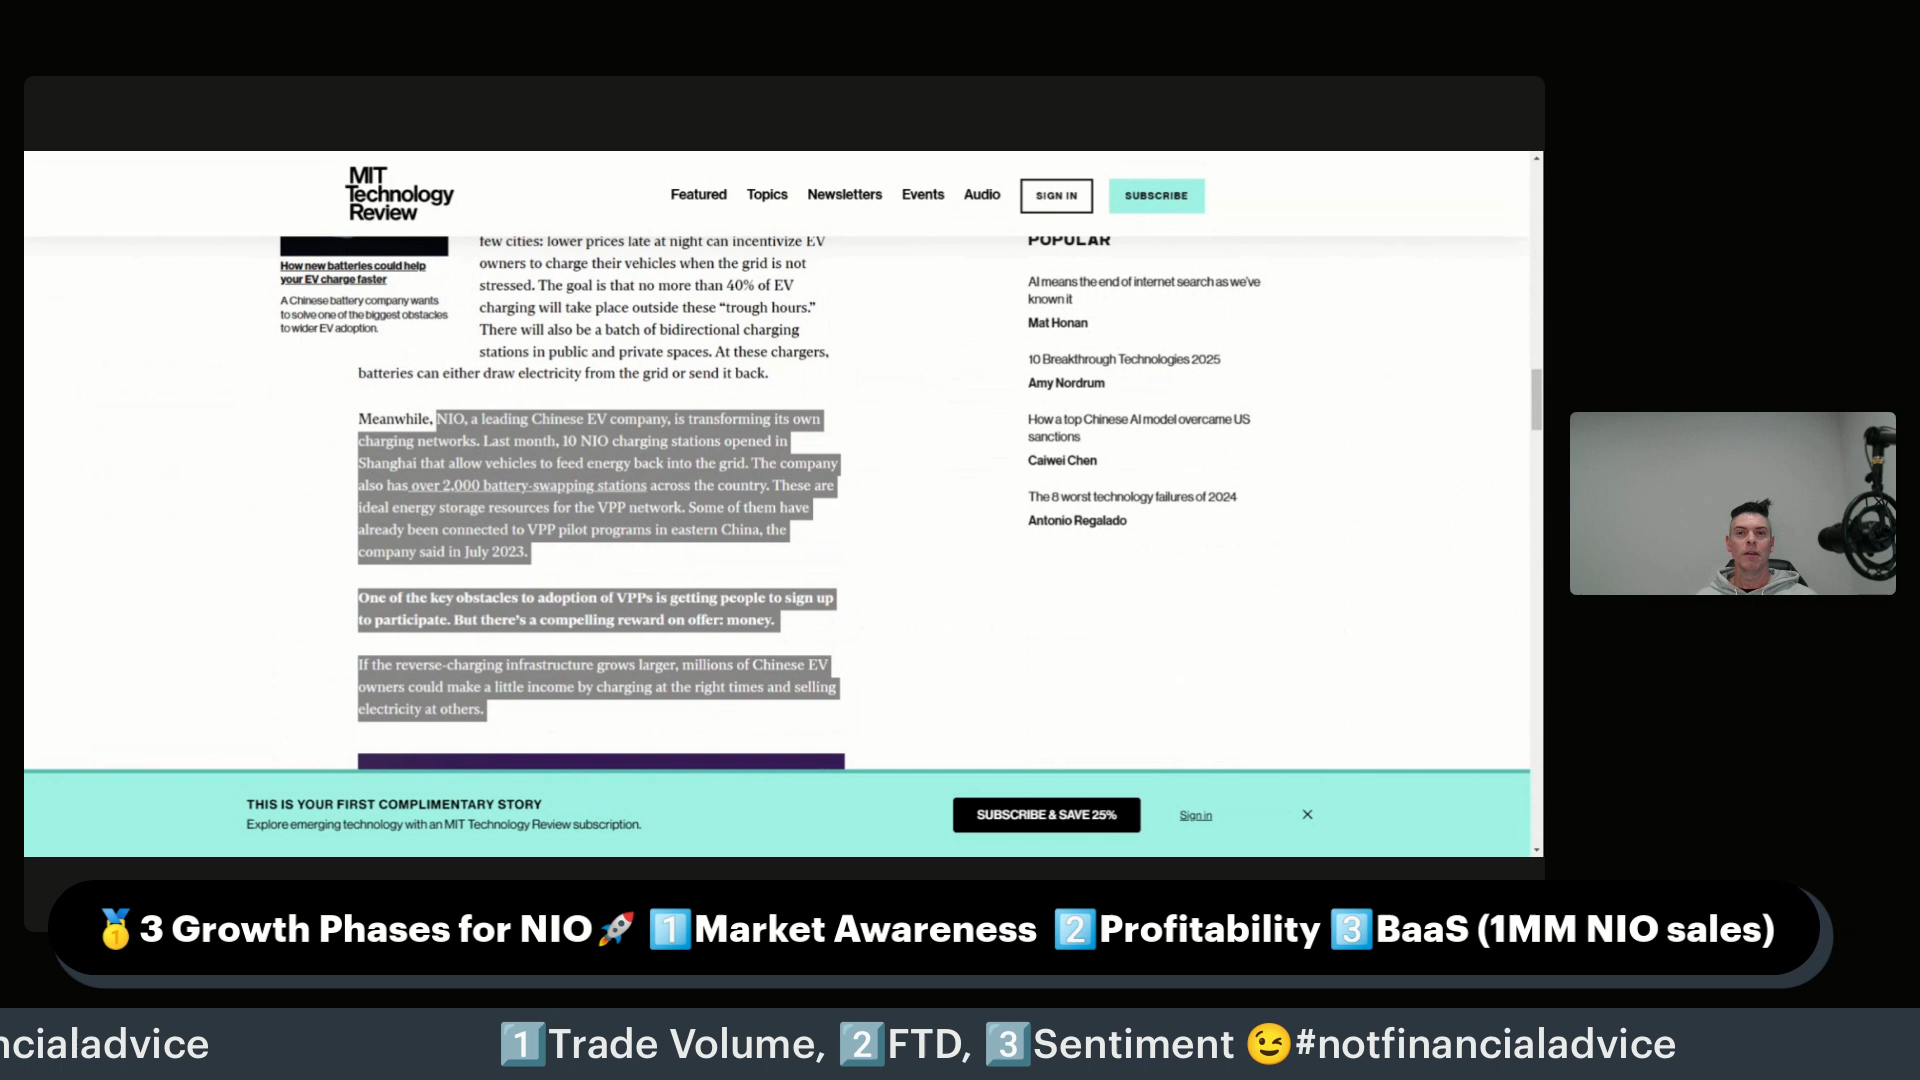 MIT
Technology
Review
Featured Topics Newsletters Events Audio SIGN IN SUBSCRIBE
How new batteries could help
your EV charge faster
A Chinese battery company wants
to solve one of the biggest obstacles
to wider EV adoption.
few cities: lower prices late at night can incentivize EV
owners to charge their vehicles when the grid is not
stressed. The goal is that no more than 40% of EV
charging will take place outside these “trough hours.”
There will also be a batch of bidirectional charging
stations in public and private spaces. At these chargers,
batteries can either draw electricity from the grid or send it back.
Meanwhile, NIO, a leading Chinese EV company, is transforming its own
charging networks. Last month, 10 NIO charging stations opened in
Shanghai that allow vehicles to feed energy back into the grid. The company
also has over 2,000 battery-swapping stations across the country. These are
ideal energy storage resources for the VPP network. Some of them have
already been connected to VPP pilot programs in eastern China, the
company said in July 2023.
One of the key obstacles to adoption of VPPs is getting people to sign up
to participate. But there’s a compelling reward on offer: money.
If the reverse-charging infrastructure grows larger, millions of Chinese EV
owners could make a little income by charging at the right times and selling
electricity at others.
POPULAR
AI means the end of internet search as we’ve
known it
Mat Honan
10 Breakthrough Technologies 2025
Amy Nordrum
How a top Chinese AI model overcame US
sanctions
Caiwei Chen
The 8 worst technology failures of 2024
Antonio Regalado
THIS IS YOUR FIRST COMPLIMENTARY STORY
Explore emerging technology with an MIT Technology Review subscription.
SUBSCRIBE & SAVE 25% Sign in
🥇3 Growth Phases for NIO🚀 1️⃣Market Awareness 2️⃣Profitability 3️⃣BaaS (1MM NIO sales)
ncialadvice 1️⃣Trade Volume, 2️⃣FTD, 3️⃣Sentiment 😉#notfinancialadvice